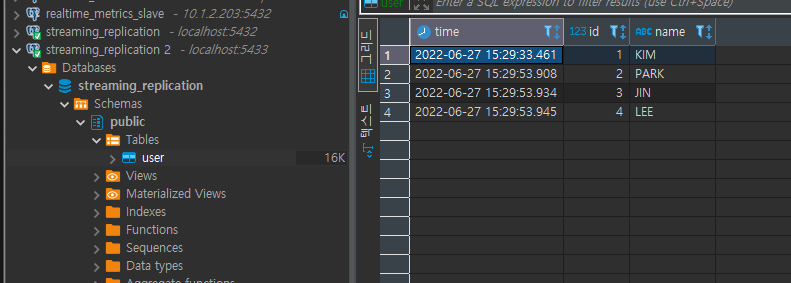 realtime_metrics_slave - 10.1.2.203:5432
streaming_replication - localhost:5432
streaming_replication 2 - localhost:5433
Databases
streaming_replication
Schemas
public
Tables
user 16K
Views
Materialized Views
Indexes
Functions
Sequences
Data types
Aggregate functions
user Enter a SQL expression to filter results (use Ctrl+Space)
그리드
텍스트
time 123 id ABC name
1 2022-06-27 15:29:33.461 1 KIM
2 2022-06-27 15:29:53.908 2 PARK
3 2022-06-27 15:29:53.934 3 JIN
4 2022-06-27 15:29:53.945 4 LEE